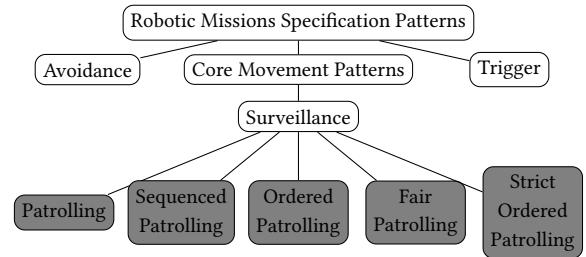 Robotic Missions Specification Patterns
Avoidance
Core Movement Patterns
Trigger
Surveillance
Patrolling
Sequenced
Patrolling
Ordered
Patrolling
Fair
Patrolling
Strict
Ordered
Patrolling